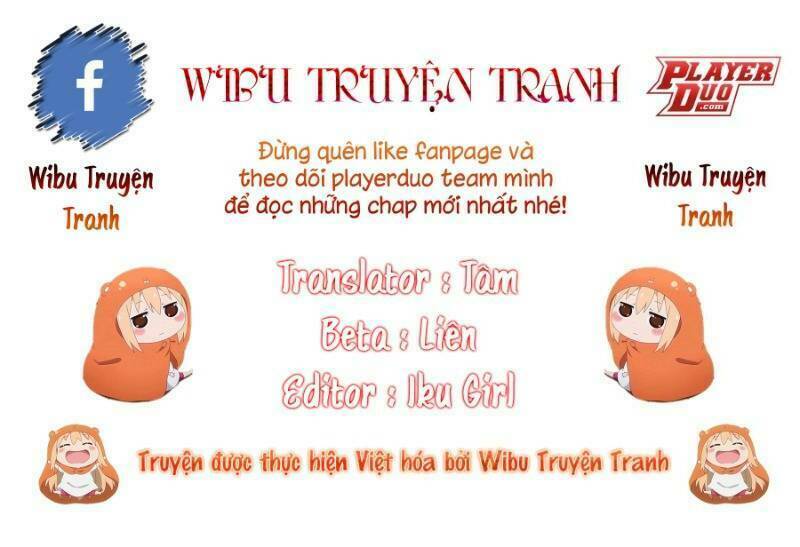 f
WIBU TRUYỆN TRANH
PLAYER
DUO.com
Đừng quên like fanpage và
theo dõi playerduo team mình
để đọc những chap mới nhất nhé!
Wibu Truyện
Tranh
Wibu Truyện
Tranh
Translator : Tâm
Beta : Liên
Editor : Iku Girl
Truyện được thực hiện Việt hóa bởi Wibu Truyện Tranh